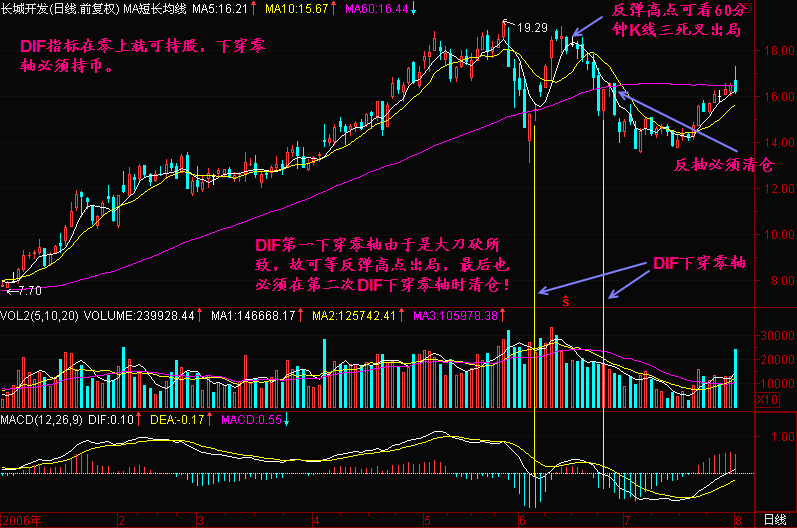 长城开发(日线.前复权) MA短长均线 MA5:16.21↑ MA10:15.67↑ MA60:16.44↓
反弹高点可看60分
钟K线三死叉出局
DIF指标在零上就可持股，下穿零
轴必须持币。
19.29
18.00
16.00
14.00
12.00
10.00
8.00
反抽必须清仓
DIF第一下穿零轴由于是大刀砍所
致，故可等反弹高点出局，最后也
必须在第二次DIF下穿零轴时清仓！
DIF下穿零轴
←7.70
S
VOL2(5,10,20) VOLUME:239928.44↑ MA1:146668.17↑ MA2:125742.41↑ MA3:105978.38↑
30000
20000
10000
X10
MACD(12,26,9) DIF:0.10↑ DEA:-0.17↑ MACD:0.55↓
1.00
2006年 2 3 4 5 6 7 8 日线